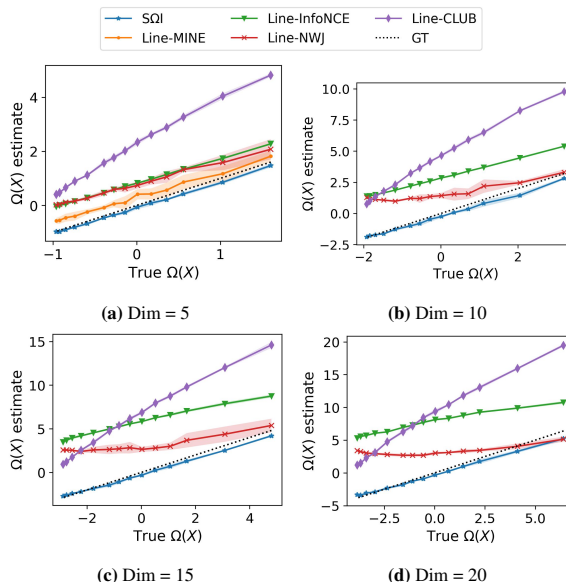 SΩI Line-InfoNCE Line-CLUB
Line-MINE Line-NWJ GT
Ω(X) estimate
4
2
0
−1 0 1
True Ω(X)
(a) Dim = 5
Ω(X) estimate
10.0
7.5
5.0
2.5
0.0
−2.5
−2 0 2
True Ω(X)
(b) Dim = 10
Ω(X) estimate
15
10
5
0
−2 0 2 4
True Ω(X)
(c) Dim = 15
Ω(X) estimate
20
15
10
5
0
−5
−2.5 0.0 2.5 5.0
True Ω(X)
(d) Dim = 20